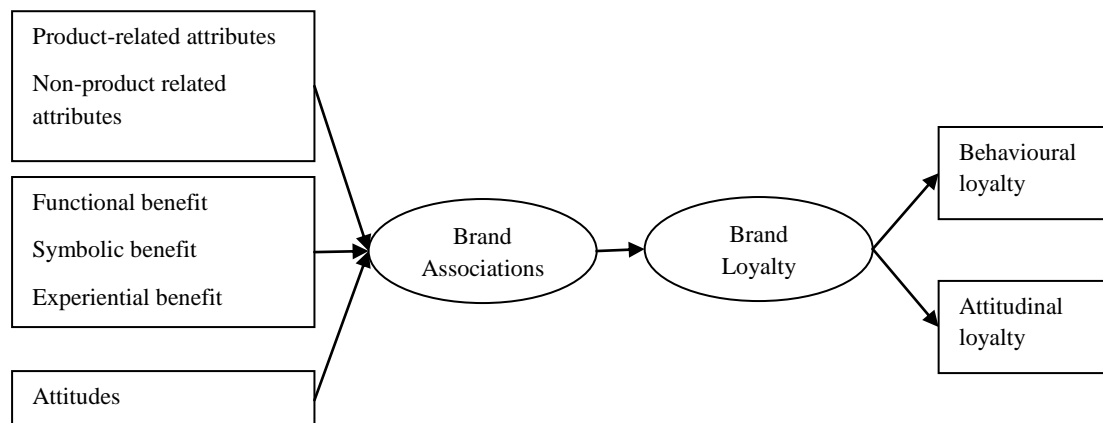 Product-related attributes
Non-product related
attributes
Functional benefit
Symbolic benefit
Experiential benefit
Attitudes
Brand
Associations
Brand
Loyalty
Behavioural
loyalty
Attitudinal
loyalty